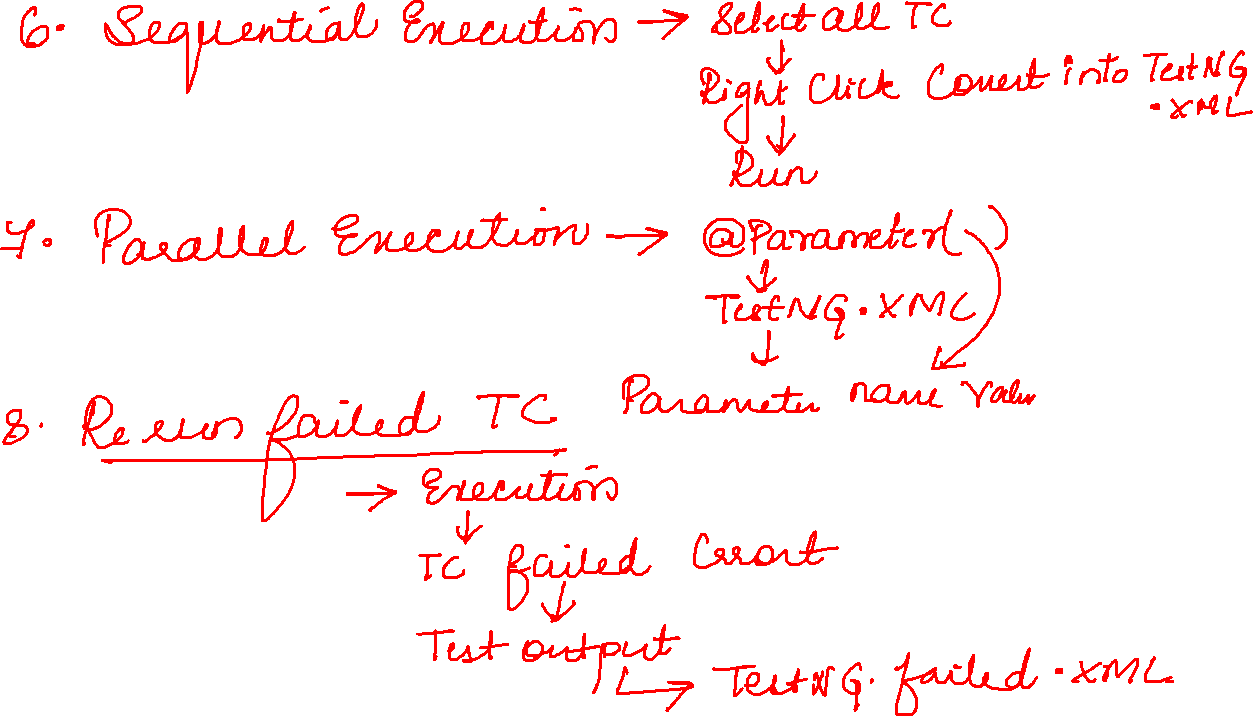 6. Sequential Execution → Select all TC
↓
Right Click Convert into TestNG
.XML
↓
Run
7. Parallel Execution → @Parameter( )
↓
TestNG.XML
↓
Parameter name value
8. Rerun failed TC
→ Execution
↓
TC failed
↓
Test output
↳ TestNG.failed.XML